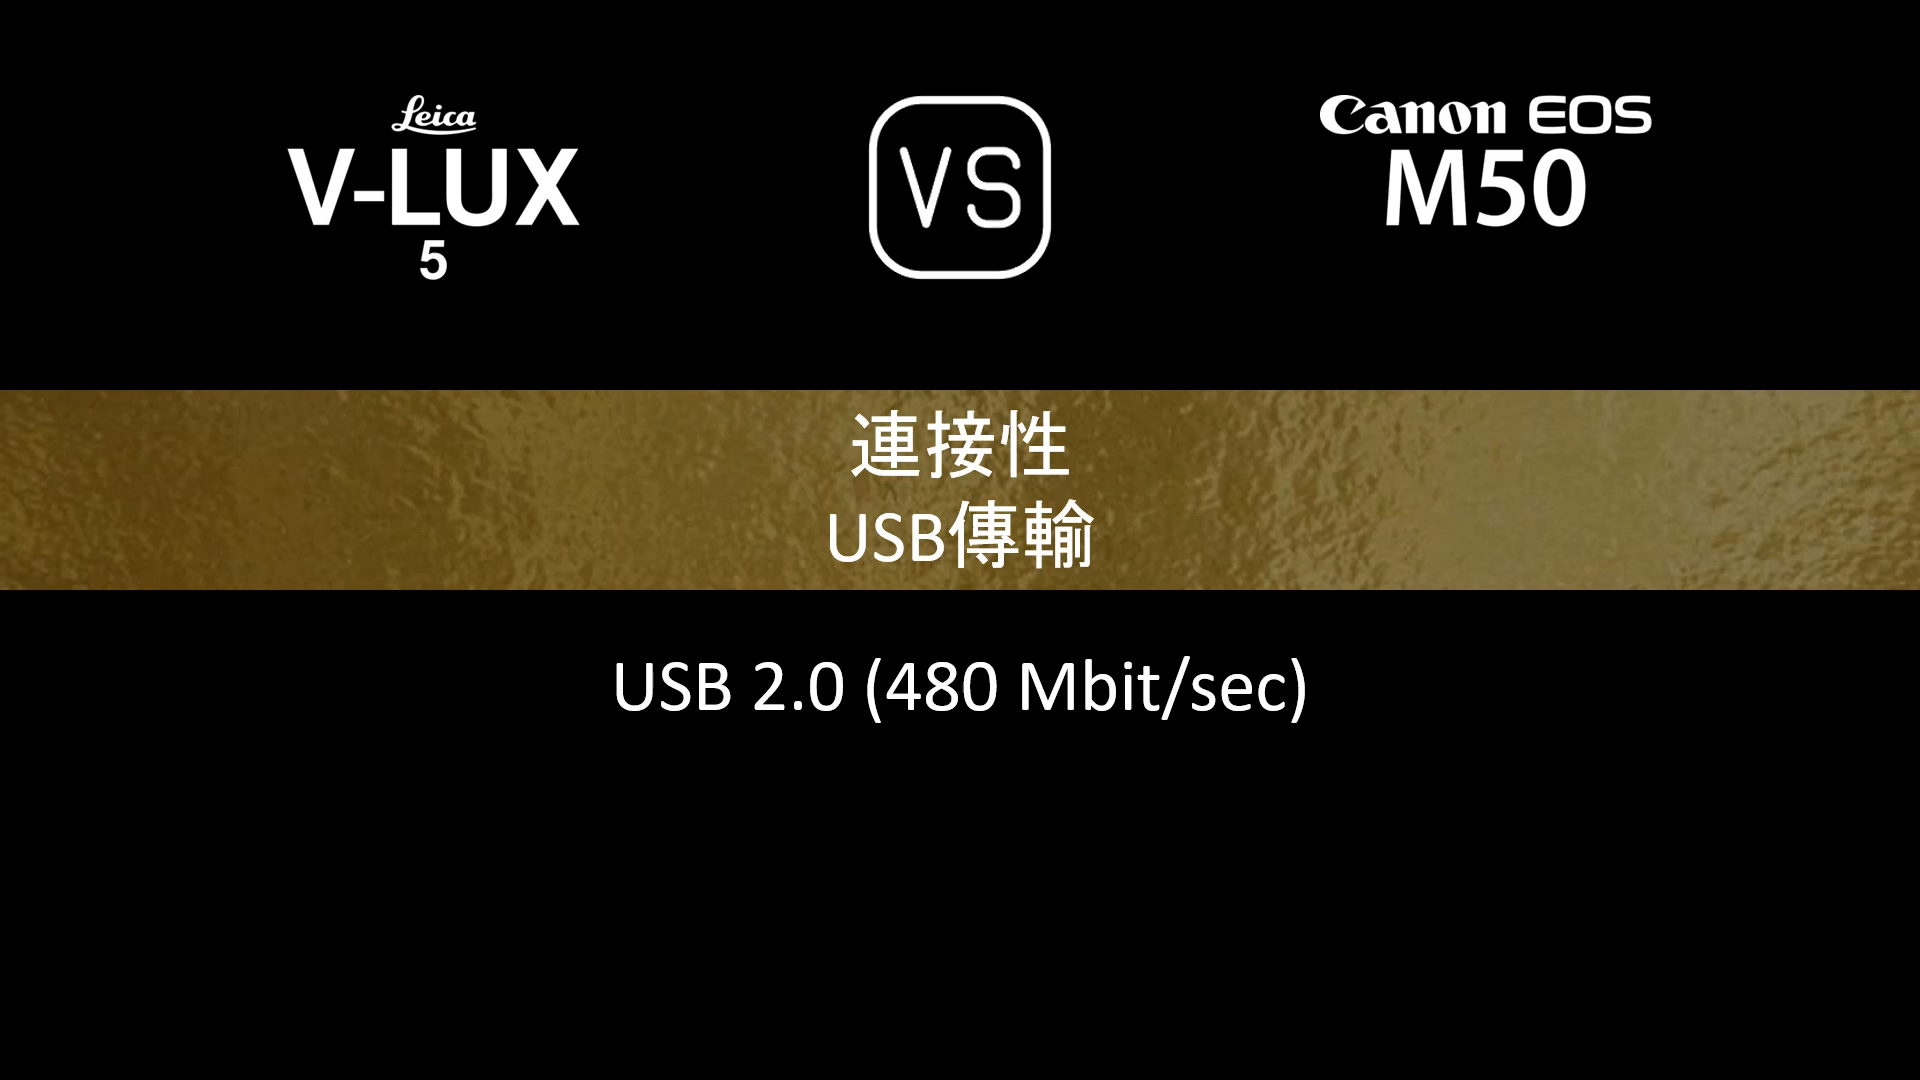 Leica
V-LUX
5
VS
Canon EOS
M50
連接性
USB傳輸
USB 2.0 (480 Mbit/sec)